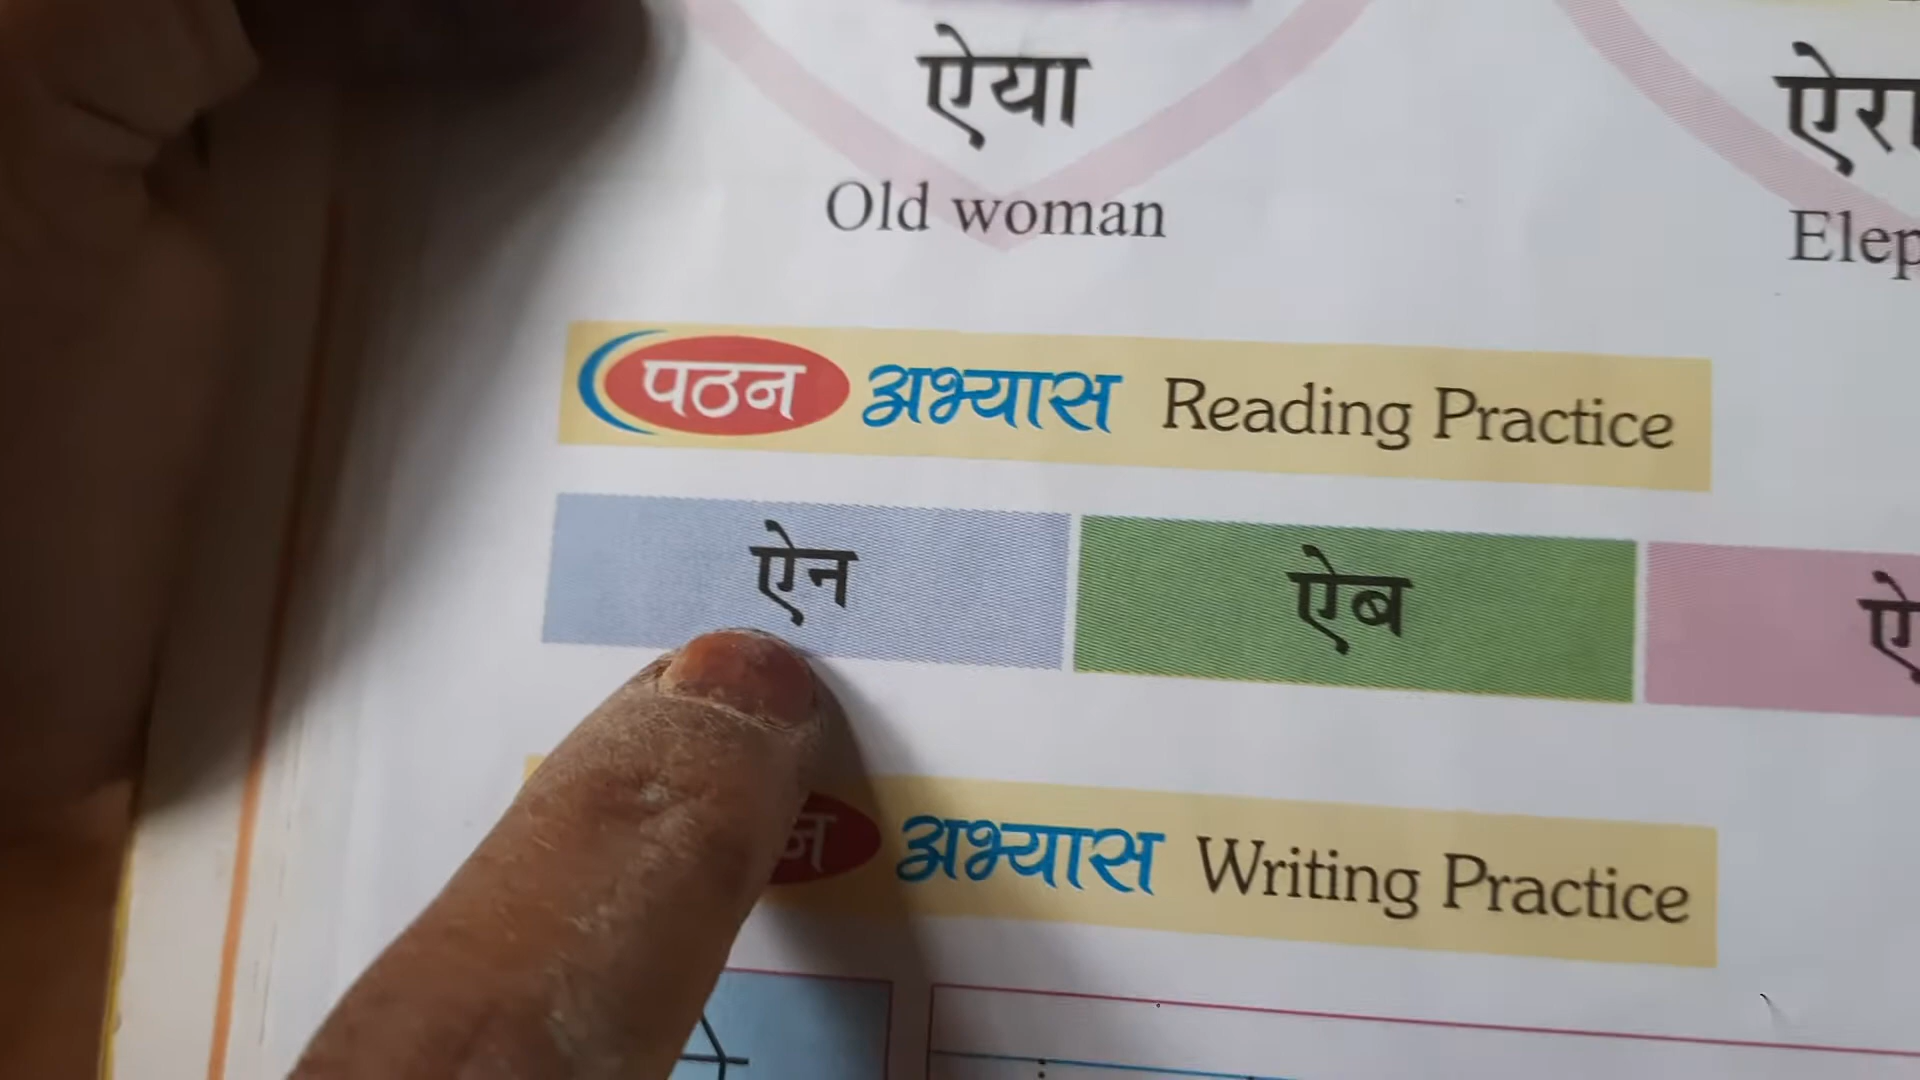 ऐया
Old woman
पठन अभ्यास Reading Practice
ऐन ऐब
अभ्यास Writing Practice